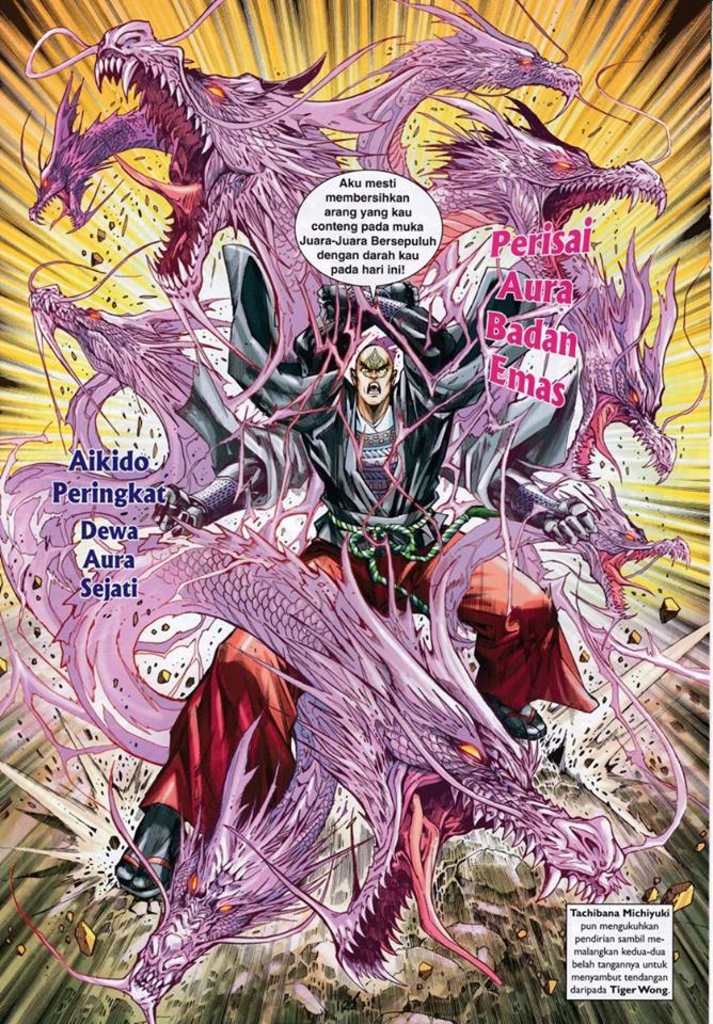 Aku mesti
membersihkan
arang yang kau
conteng pada muka
Juara-Juara Bersepuluh
dengan darah kau
pada hari ini!
Perisai
Aura
Badan
Emas
Aikido
Peringkat
Dewa
Aura
Sejati
Tachibana Michiyuki
pun mengukuhkan
pendirian sambil me-
malangkan kedua-dua
belah tangannya untuk
menyambut tendangan
daripada Tiger Wong.